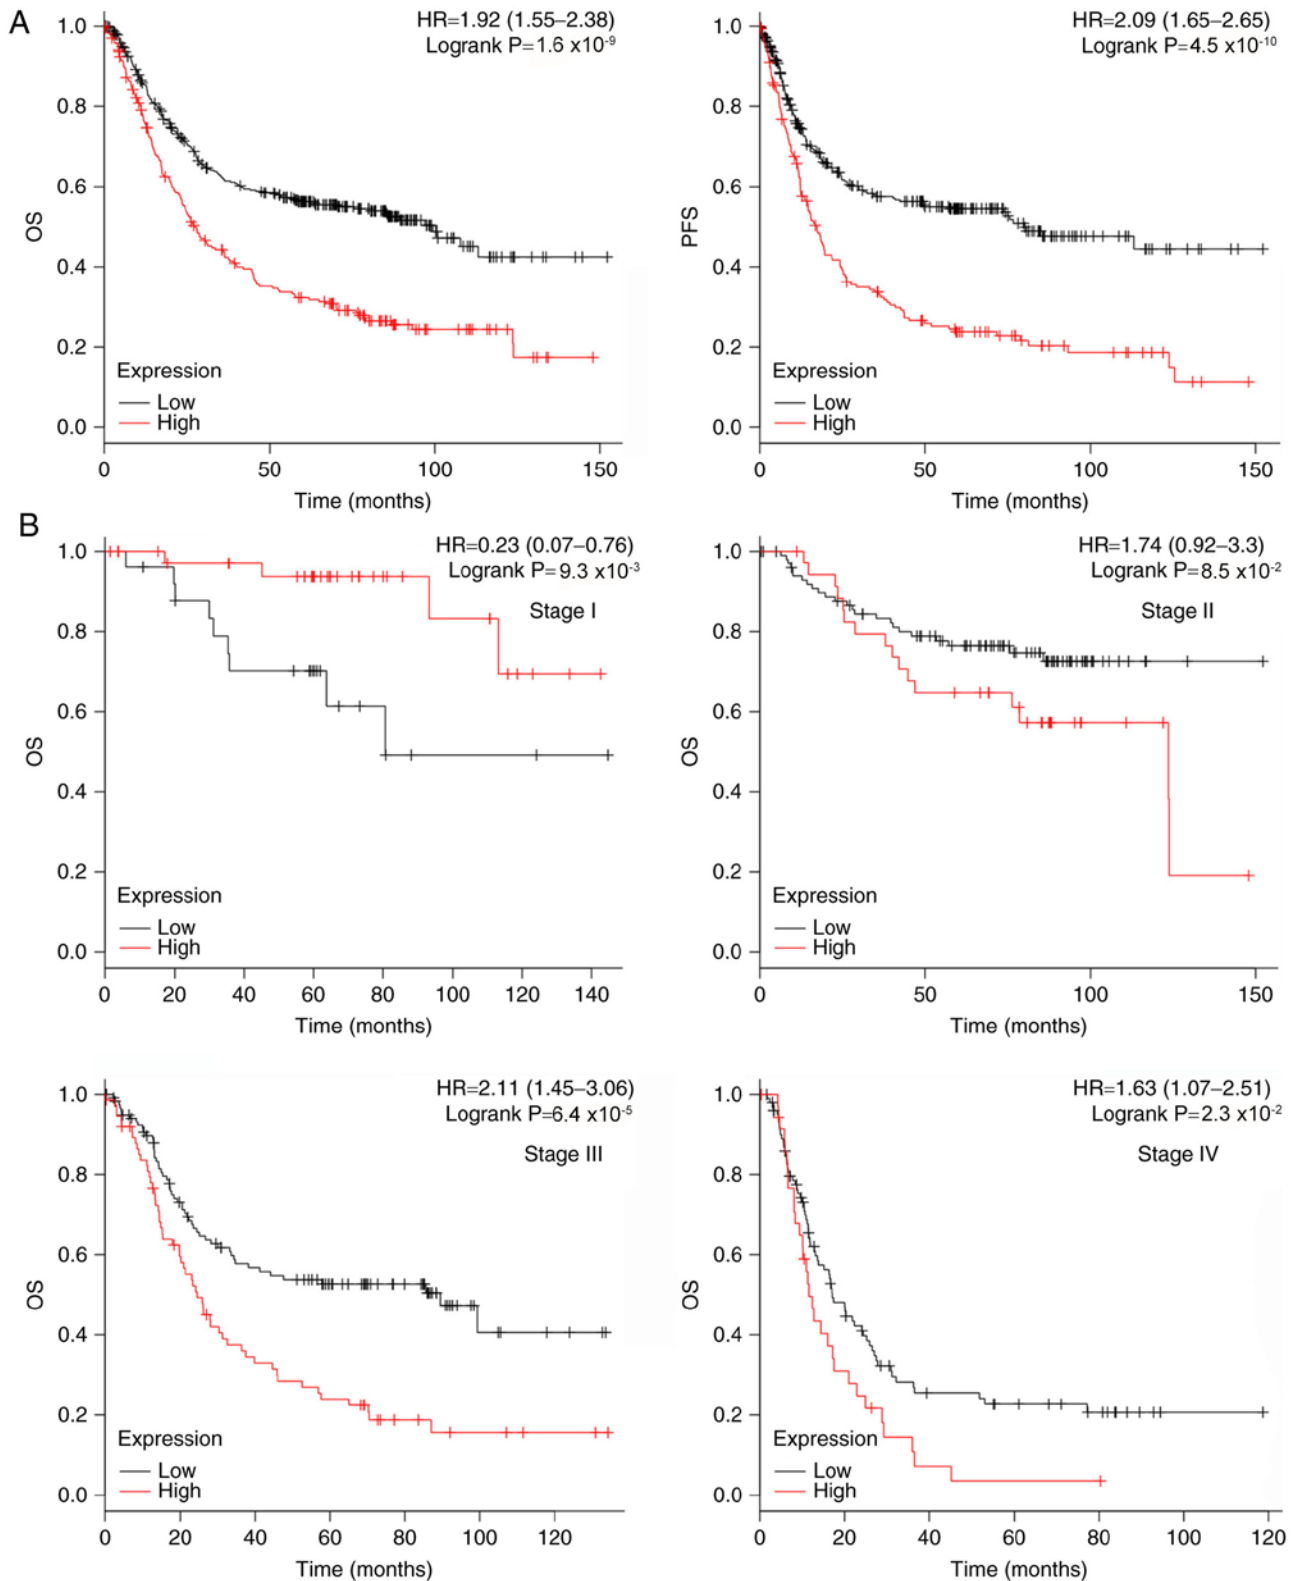 A
HR=1.92 (1.55–2.38)
Logrank P=1.6 x10-9
1.0
0.8
0.6
0.4
0.2
0.0
OS
Expression
Low
High
0 50 100 150
Time (months)
HR=2.09 (1.65–2.65)
Logrank P=4.5 x10-10
1.0
0.8
0.6
0.4
0.2
0.0
PFS
Expression
Low
High
0 50 100 150
Time (months)
B
HR=0.23 (0.07–0.76)
Logrank P=9.3 x10-3
Stage I
1.0
0.8
0.6
0.4
0.2
0.0
OS
Expression
Low
High
0 20 40 60 80 100 120 140
Time (months)
HR=1.74 (0.92–3.3)
Logrank P=8.5 x10-2
Stage II
1.0
0.8
0.6
0.4
0.2
0.0
OS
Expression
Low
High
0 50 100 150
Time (months)
HR=2.11 (1.45–3.06)
Logrank P=6.4 x10-5
Stage III
1.0
0.8
0.6
0.4
0.2
0.0
OS
Expression
Low
High
0 20 40 60 80 100 120
Time (months)
HR=1.63 (1.07–2.51)
Logrank P=2.3 x10-2
Stage IV
1.0
0.8
0.6
0.4
0.2
0.0
OS
Expression
Low
High
0 20 40 60 80 100 120
Time (months)